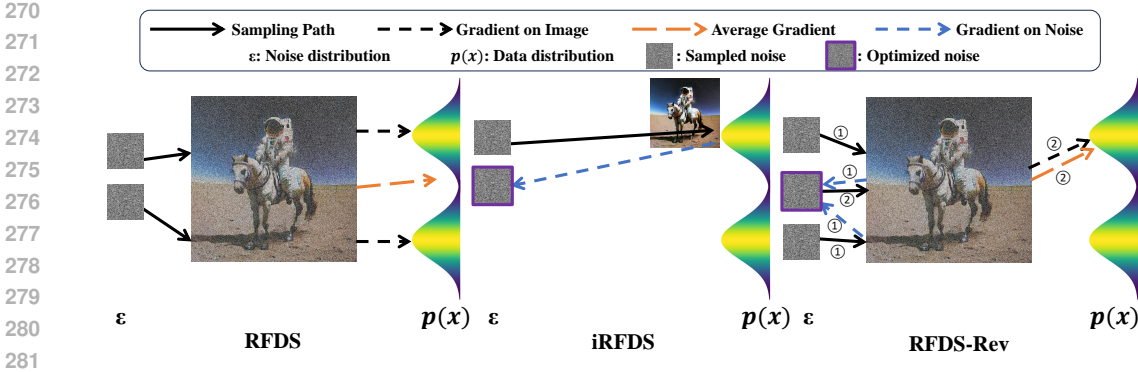 270
271
272
273
274
275
276
277
278
279
280
281
Sampling Path Gradient on Image Average Gradient Gradient on Noise
ε: Noise distribution p(x): Data distribution : Sampled noise : Optimized noise
① ② ① ② ② ① ①
ε p(x) ε p(x) ε p(x)
RFDS iRFDS RFDS-Rev